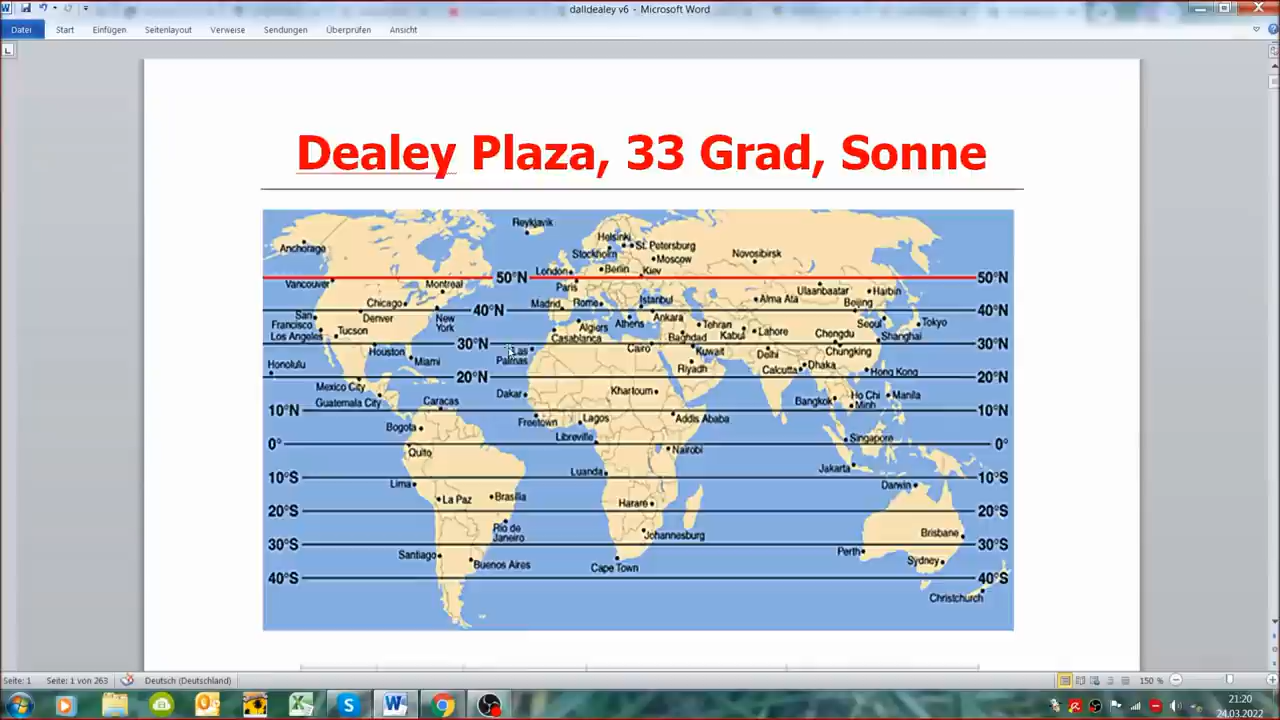 dalldealey v6 - Microsoft Word
Datei Start Einfügen Seitenlayout Verweise Sendungen Überprüfen Ansicht
Dealey Plaza, 33 Grad, Sonne
Reykjavik
Helsinki
Anchorage
St. Petersburg
Stockholm
Moscow
Novosibirsk
London
Berlin
Kiev
50°N 50°N
Vancouver
Montreal
Paris
Ulaanbaatar
Harbin
Chicago
Madrid
Rome
Istanbul
Alma Ata
Beijing
40°N 40°N
San Francisco
Denver
New York
Ankara
Algiers
Athens
Tehran
Seoul
Tokyo
Los Angeles
Tucson
Casablanca
Baghdad
Kabul
Lahore
Chengdu
Shanghai
30°N 30°N
Houston
Miami
Las Palmas
Cairo
Kuwait
Delhi
Chungking
Honolulu
Riyadh
Calcutta
Dhaka
Hong Kong
20°N 20°N
Mexico City
Guatemala City
Caracas
Dakar
Khartoum
Bangkok
Ho Chi Minh
Manila
10°N 10°N
Bogota
Freetown
Lagos
Addis Ababa
Libreville
Singapore
0° 0°
Quito
Nairobi
Luanda
Jakarta
10°S 10°S
Lima
La Paz
Brasilia
Harare
Darwin
20°S 20°S
Rio de Janeiro
Johannesburg
Brisbane
30°S 30°S
Santiago
Buenos Aires
Cape Town
Perth
Sydney
40°S 40°S
Christchurch
Seite: 1 Seite: 1 von 263 Deutsch (Deutschland) 150 %
21:20
24.03.2022